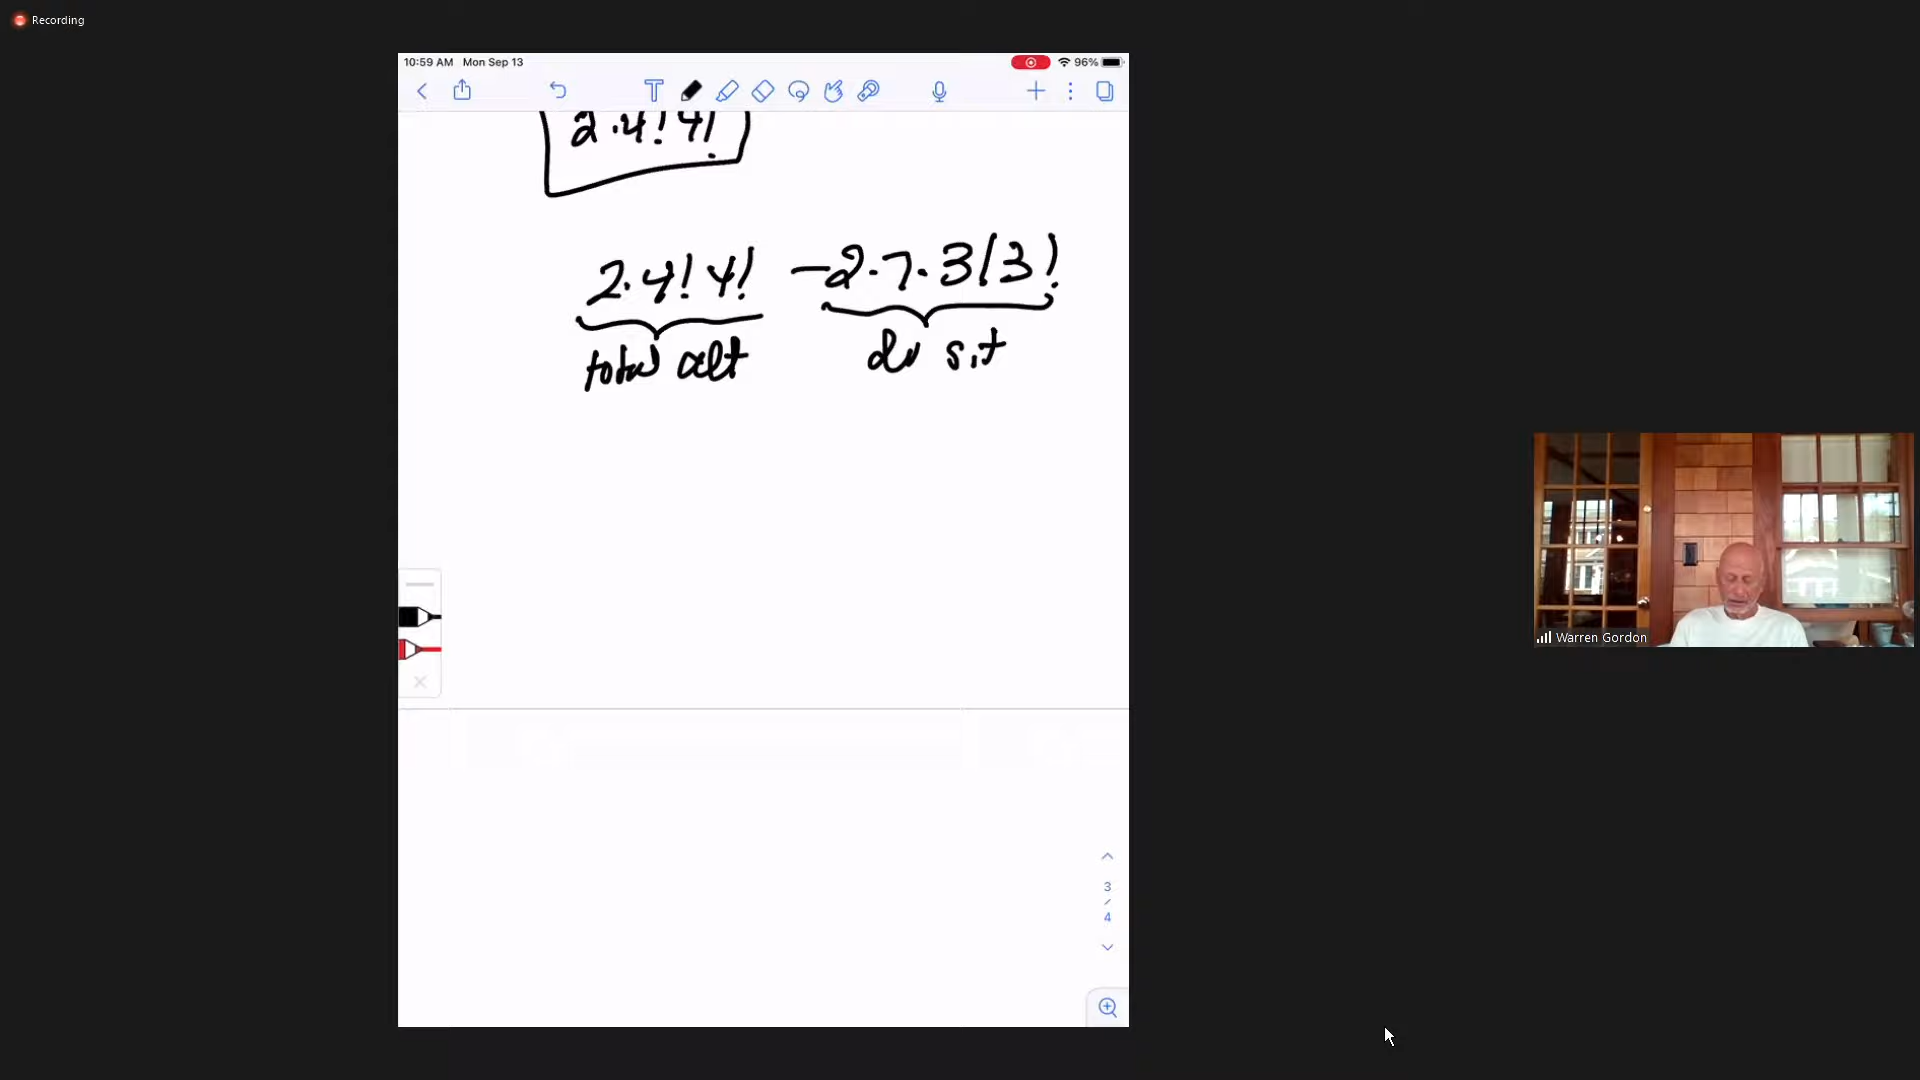 Recording
10:59 AM Mon Sep 13 96%
2·4! 4!
2·4! 4! – 2·7·3! 3!
total alt sit
3
/
4
Warren Gordon